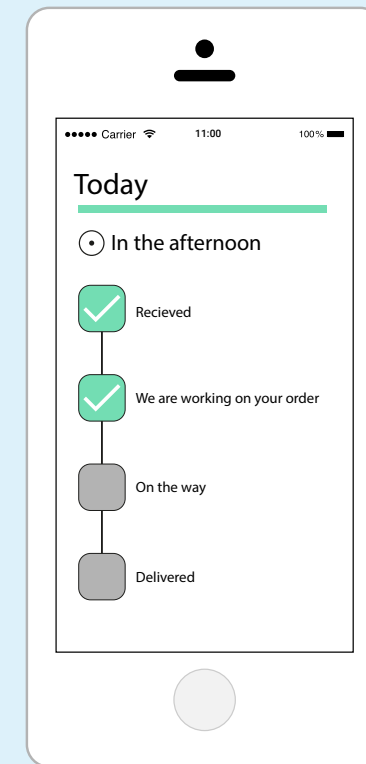 Carrier 11:00 100%
Today
In the afternoon
Recieved
We are working on your order
On the way
Delivered